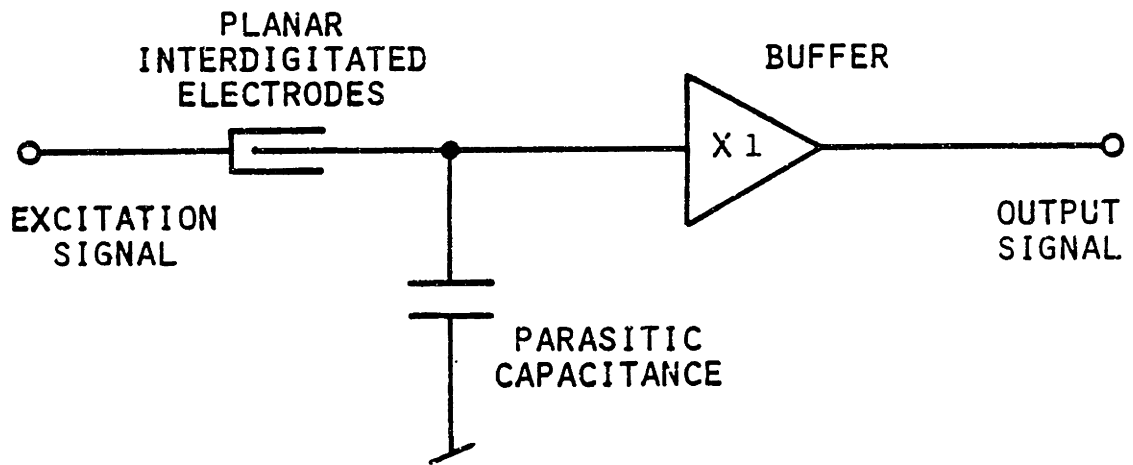 PLANAR
INTERDIGITATED
ELECTRODES
BUFFER
X 1
EXCITATION
SIGNAL
OUTPUT
SIGNAL
PARASITIC
CAPACITANCE